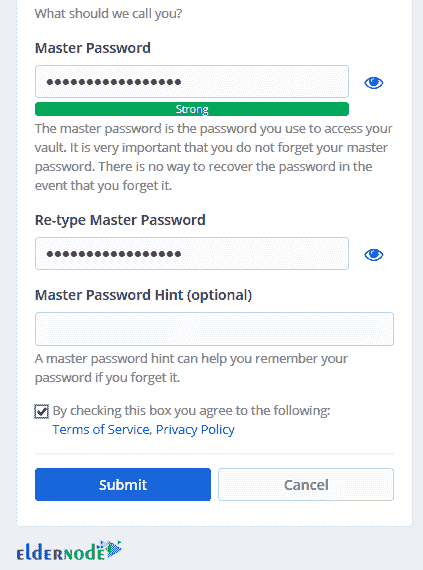 What should we call you?
Master Password
•••••••••••••••••
Strong
The master password is the password you use to access your
vault. It is very important that you do not forget your master
password. There is no way to recover the password in the
event that you forget it.
Re-type Master Password
•••••••••••••••••
Master Password Hint (optional)
A master password hint can help you remember your
password if you forget it.
By checking this box you agree to the following:
Terms of Service, Privacy Policy
Submit Cancel
eldernode